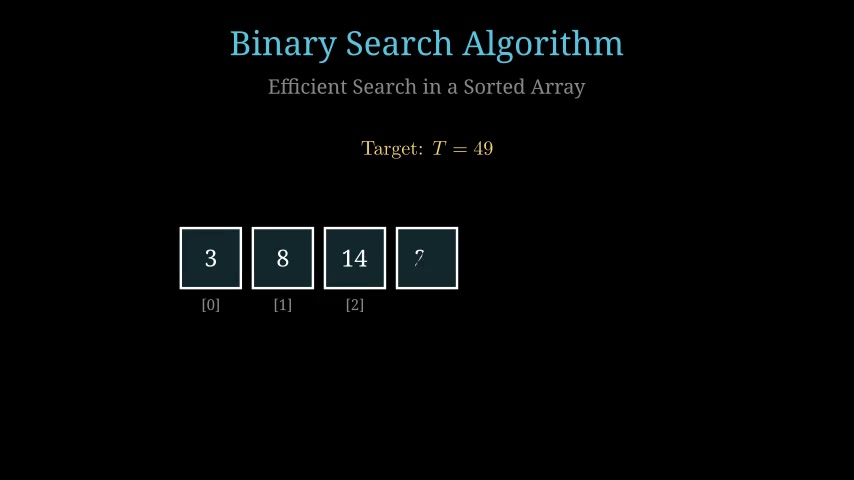 Binary Search Algorithm
Efficient Search in a Sorted Array
Target: T = 49
3 8 14
[0] [1] [2]